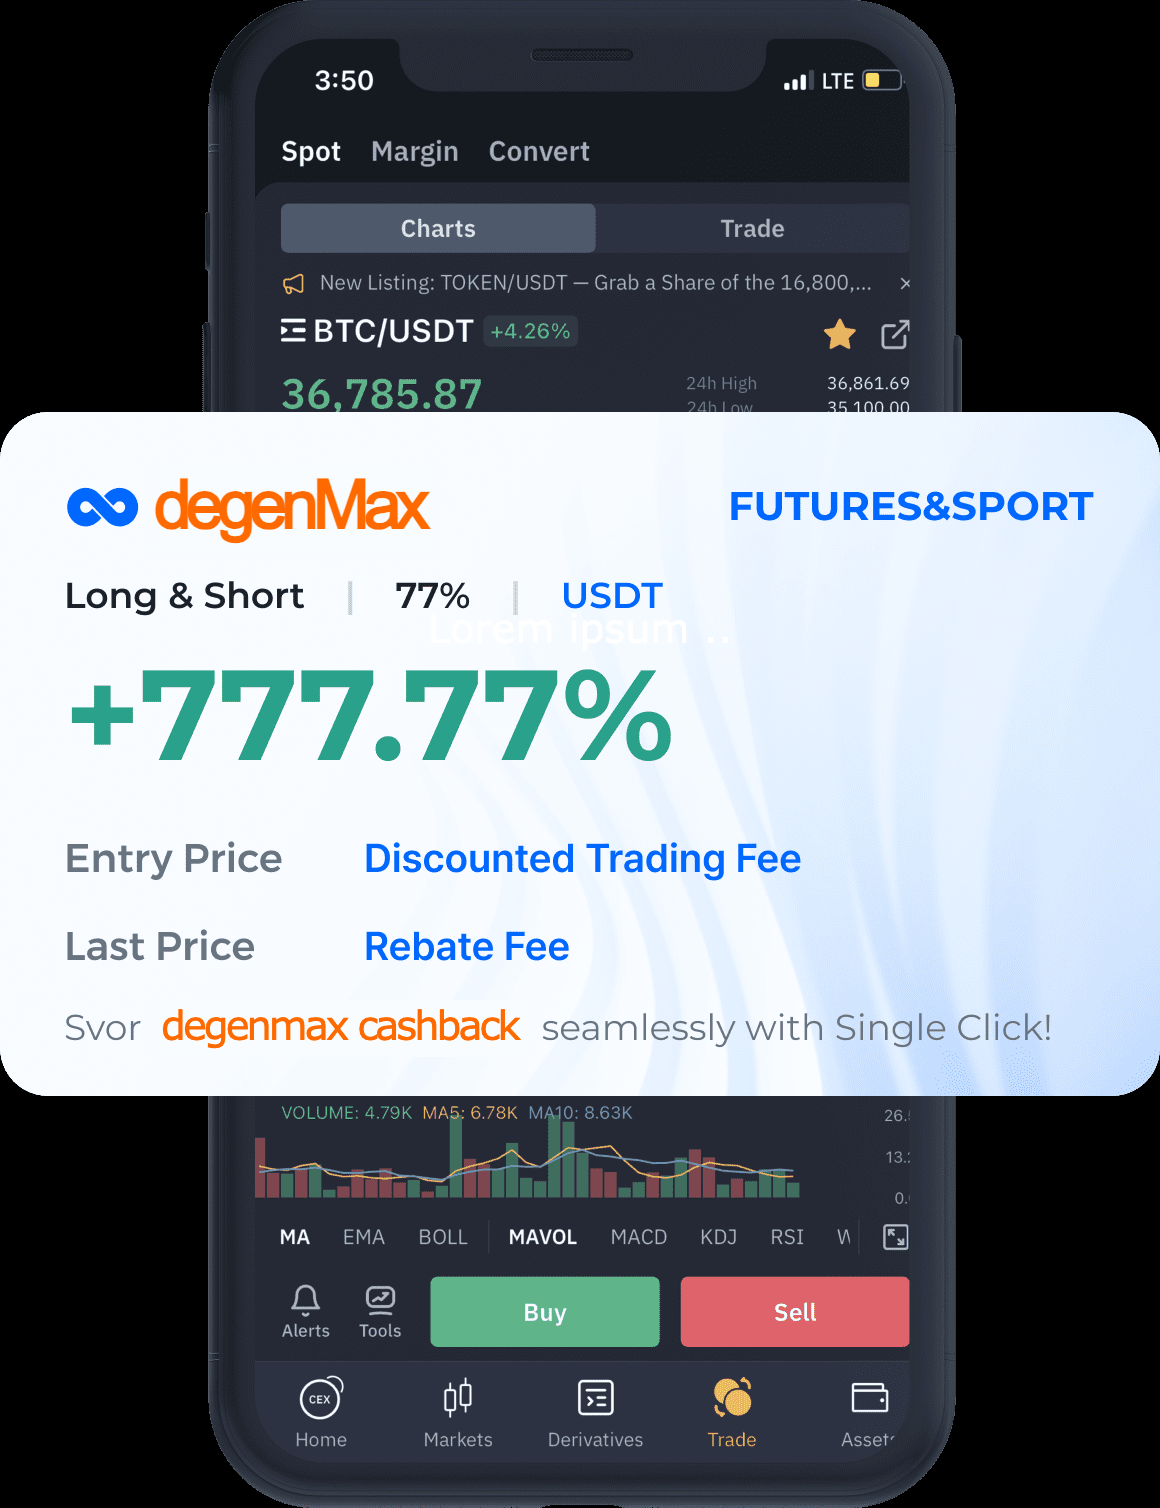 3:50 LTE
Spot Margin Convert
Charts Trade
New Listing: TOKEN/USDT — Grab a Share of the 16,800,... ×
BTC/USDT +4.26%
36,785.87 24h High 36,861.69
24h Low 35,100.00
degenMax FUTURES&SPORT
Long & Short | 77% | USDT
Lorem ipsum ..
+777.77%
Entry Price Discounted Trading Fee
Last Price Rebate Fee
Svor degenmax cashback seamlessly with Single Click!
VOLUME: 4.79K MA5: 6.78K MA10: 8.63K 26.
13.
0.
MA EMA BOLL MAVOL MACD KDJ RSI W
Alerts Tools Buy Sell
CEX
Home Markets Derivatives Trade Assets